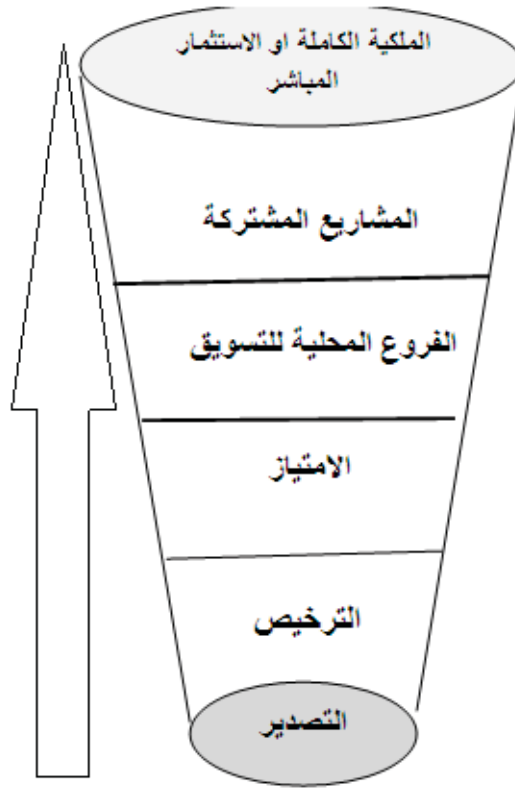 الملكية الكاملة او الاستثمار
المباشر
المشاريع المشتركة
الفروع المحلية للتسويق
الامتياز
الترخيص
التصدير